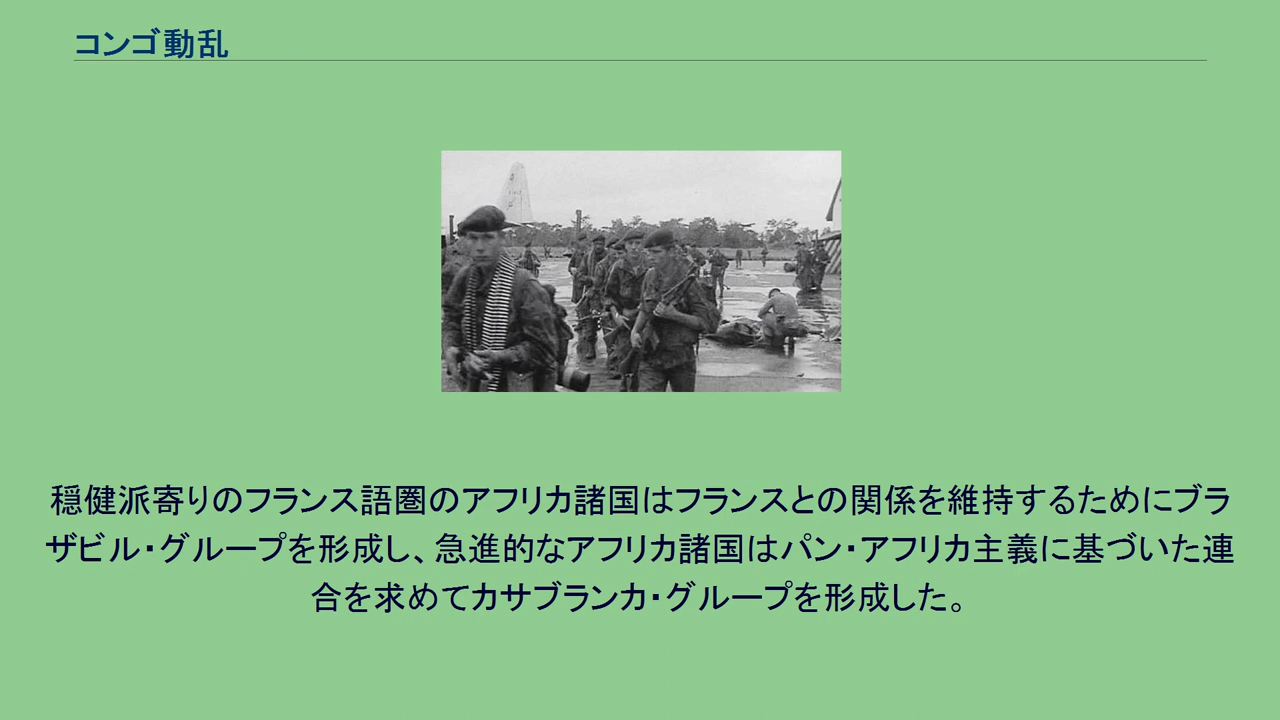 コンゴ動乱
穏健派寄りのフランス語圏のアフリカ諸国はフランスとの関係を維持するためにブラ
ザビル・グループを形成し、急進的なアフリカ諸国はパン・アフリカ主義に基づいた連
合を求めてカサブランカ・グループを形成した。